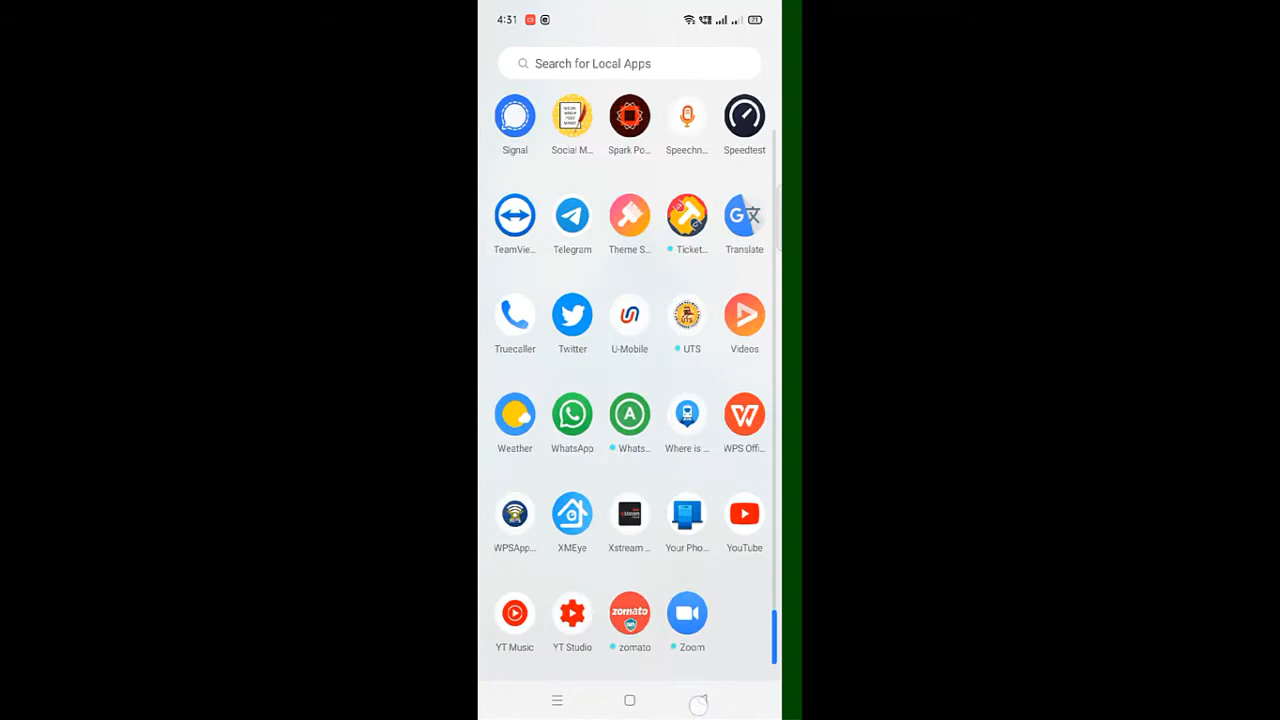 4:31
21
Search for Local Apps
Signal
Social M...
Spark Po...
Speechn...
Speedtest
TeamVie...
Telegram
Theme S...
Ticket...
Translate
Truecaller
Twitter
U-Mobile
UTS
Videos
Weather
WhatsApp
Whats...
Where is ...
WPS Offi...
WPSApp...
XMEye
Xstream ...
Your Pho...
YouTube
YT Music
YT Studio
zomato
zomato
Zoom